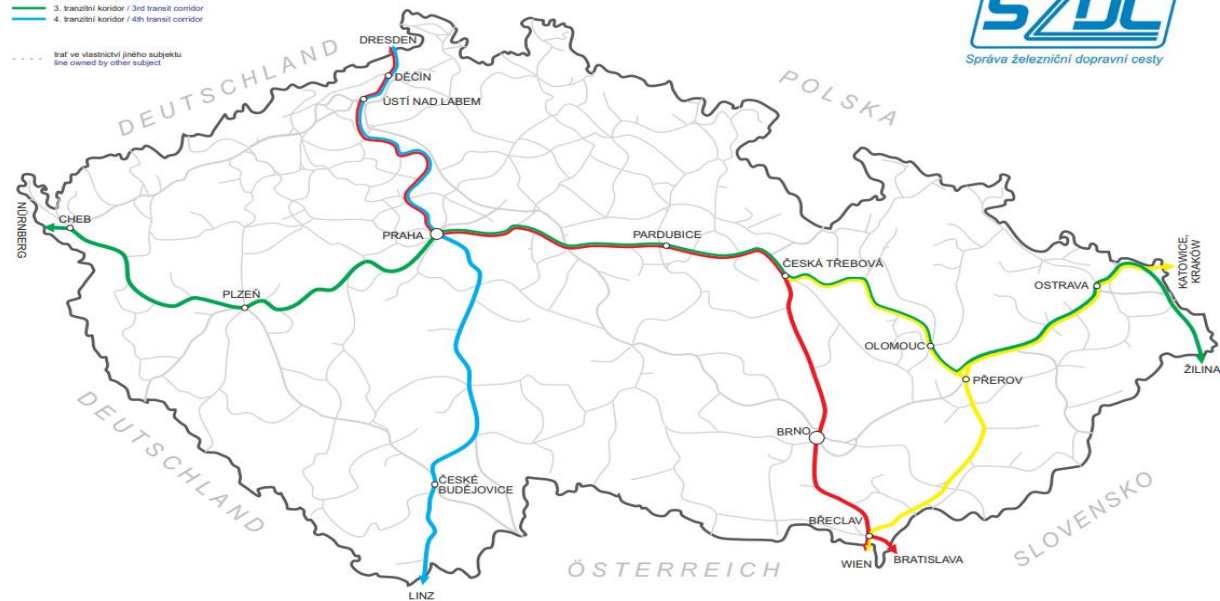 3. tranzitní koridor / 3rd transit corridor
4. tranzitní koridor / 4th transit corridor
trať ve vlastnictví jiného subjektu
line owned by other subject
SŽDC
Správa železniční dopravní cesty
DRESDEN
DEUTSCHLAND
DĚČÍN
ÚSTÍ NAD LABEM
POLSKA
NÜRNBERG
CHEB
PRAHA
PARDUBICE
ČESKÁ TŘEBOVÁ
KATOWICE,
KRAKÓW
OSTRAVA
PLZEŇ
OLOMOUC
ŽILINA
PŘEROV
DEUTSCHLAND
BRNO
ČESKÉ
BUDĚJOVICE
SLOVENSKO
BŘECLAV
ÖSTERREICH
WIEN
BRATISLAVA
LINZ